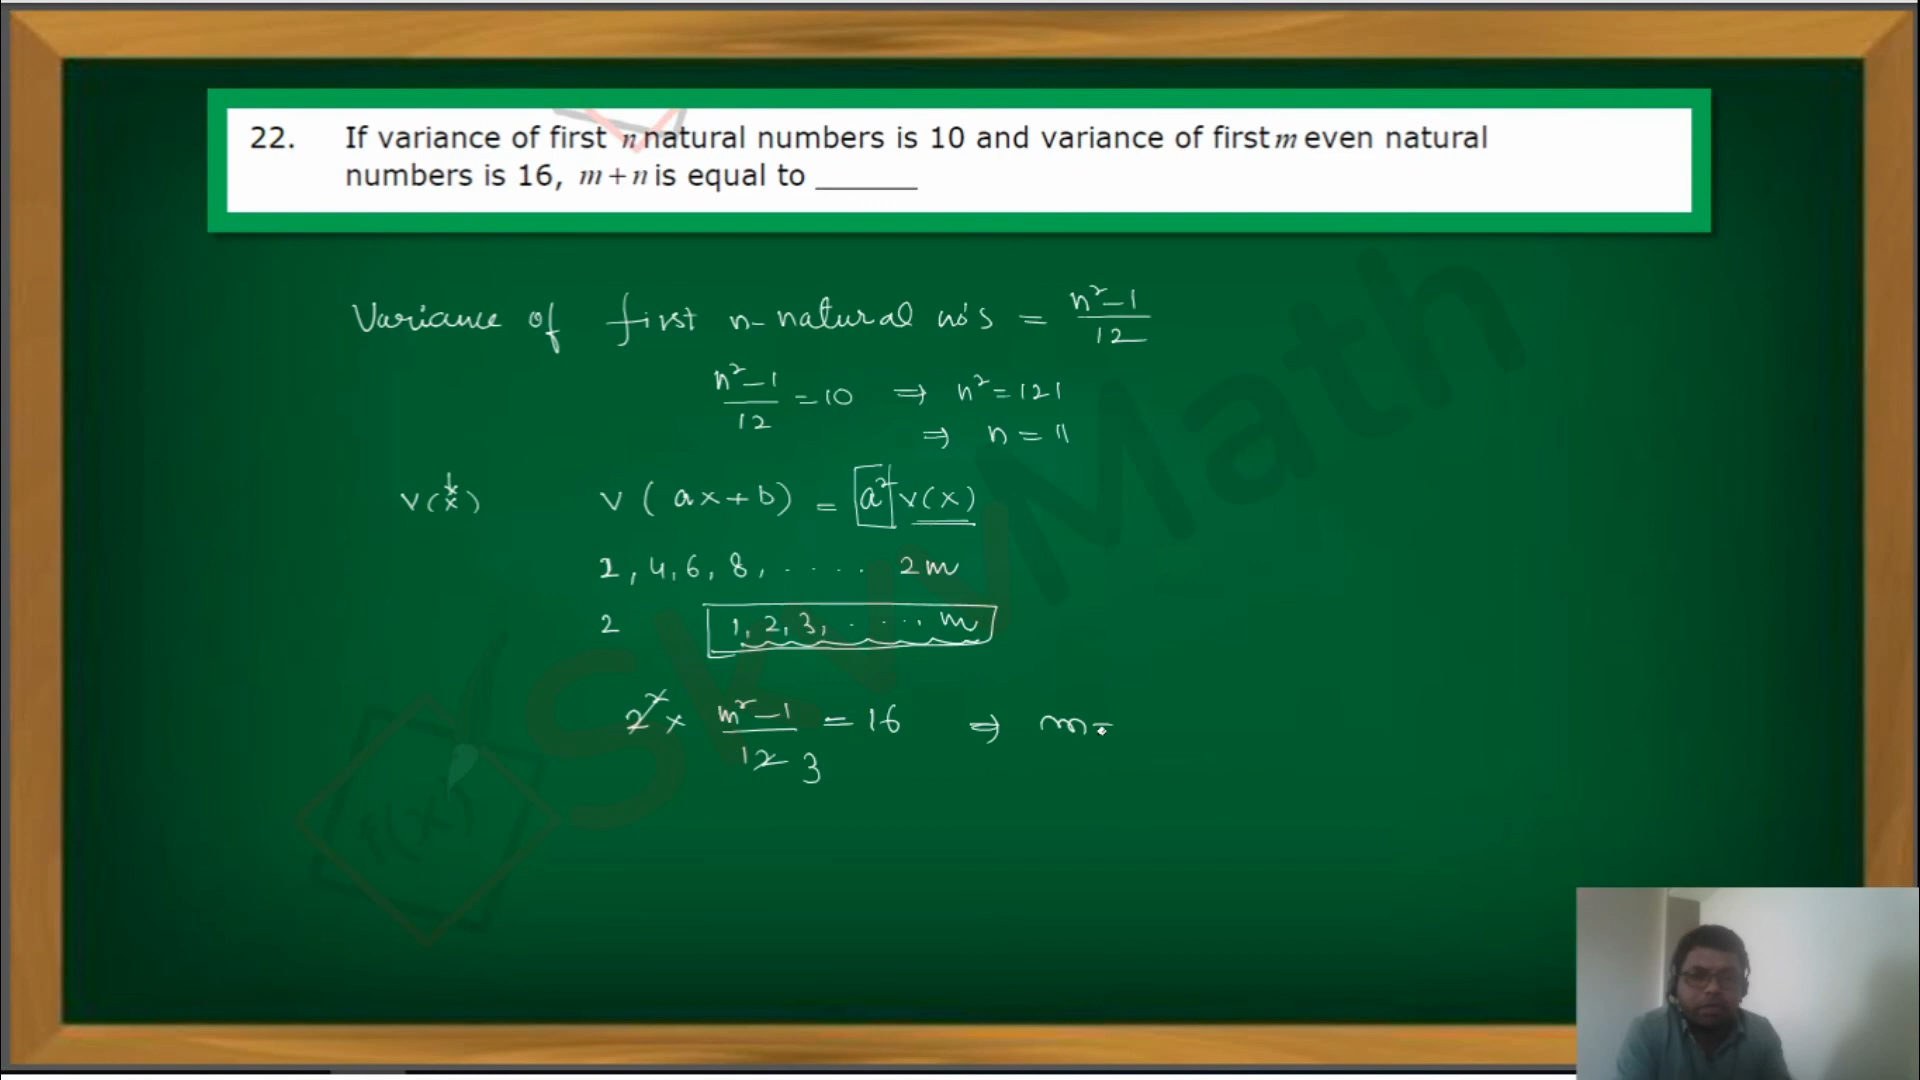 22. If variance of first n natural numbers is 10 and variance of first m even natural
numbers is 16, m + n is equal to ______
Variance of first n- natural no's = n²-1/12
n²-1/12 = 10 ⇒ n² = 121
⇒ n = 11
v(x) v(ax+b) = a² v(x)
2, 4, 6, 8, ..... 2m
2 1, 2, 3, ..... m
2² × m²-1/12 3 = 16 ⇒ m=
SkvvMath
f(x)